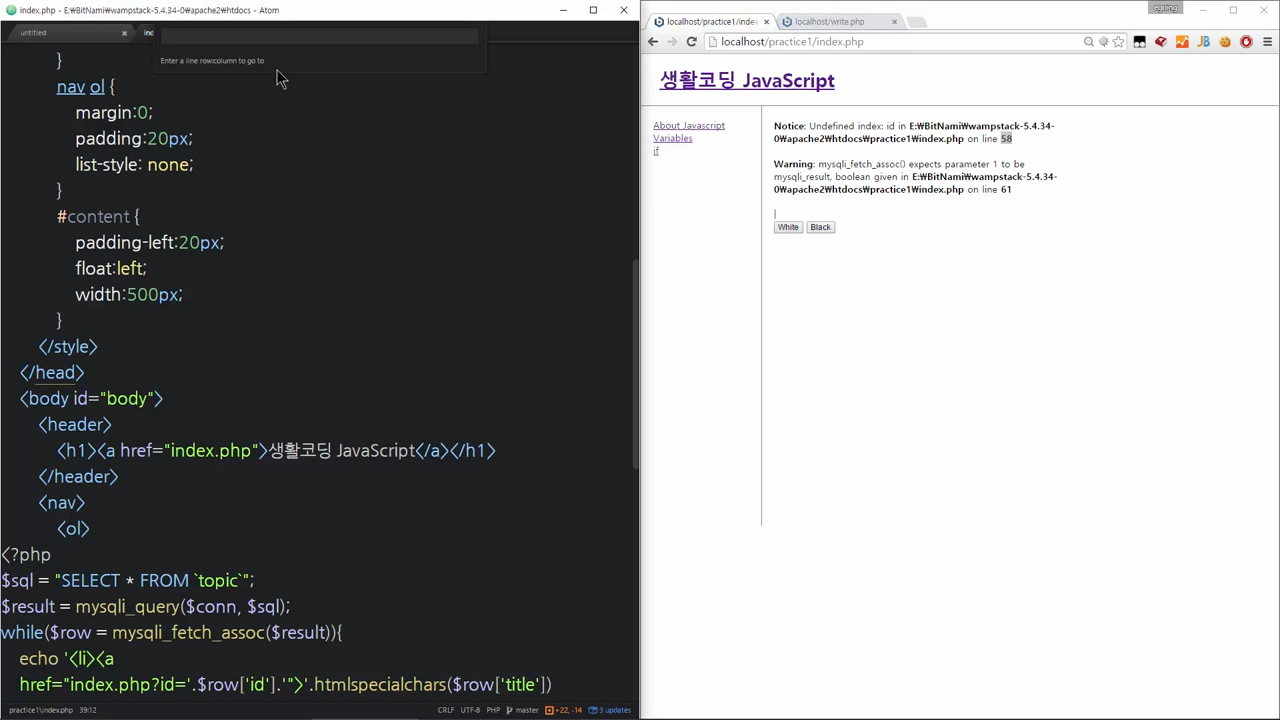 index.php - E:₩BitNami₩wampstack-5.4.34-0₩apache2₩htdocs - Atom
untitled
ind
Enter a line row:column to go to
}
nav ol {
margin:0;
padding:20px;
list-style: none;
}
#content {
padding-left:20px;
float:left;
width:500px;
}
</style>
</head>
<body id="body">
<header>
<h1><a href="index.php">생활코딩 JavaScript</a></h1>
</header>
<nav>
<ol>
<?php
$sql = "SELECT * FROM `topic`";
$result = mysqli_query($conn, $sql);
while($row = mysqli_fetch_assoc($result)){
echo '<li><a
href="index.php?id='.$row['id'].'">'.htmlspecialchars($row['title'])
practice1\index.php 39:12
CRLF UTF-8 PHP master +22, -14 3 updates
egoing
localhost/practice1/index
localhost/write.php
localhost/practice1/index.php
생활코딩 JavaScript
About Javascript
Variables
if
Notice: Undefined index: id in E:₩BitNami₩wampstack-5.4.34-
0₩apache2₩htdocs₩practice1₩index.php on line 58
Warning: mysqli_fetch_assoc() expects parameter 1 to be
mysqli_result, boolean given in E:₩BitNami₩wampstack-5.4.34-
0₩apache2₩htdocs₩practice1₩index.php on line 61
White Black